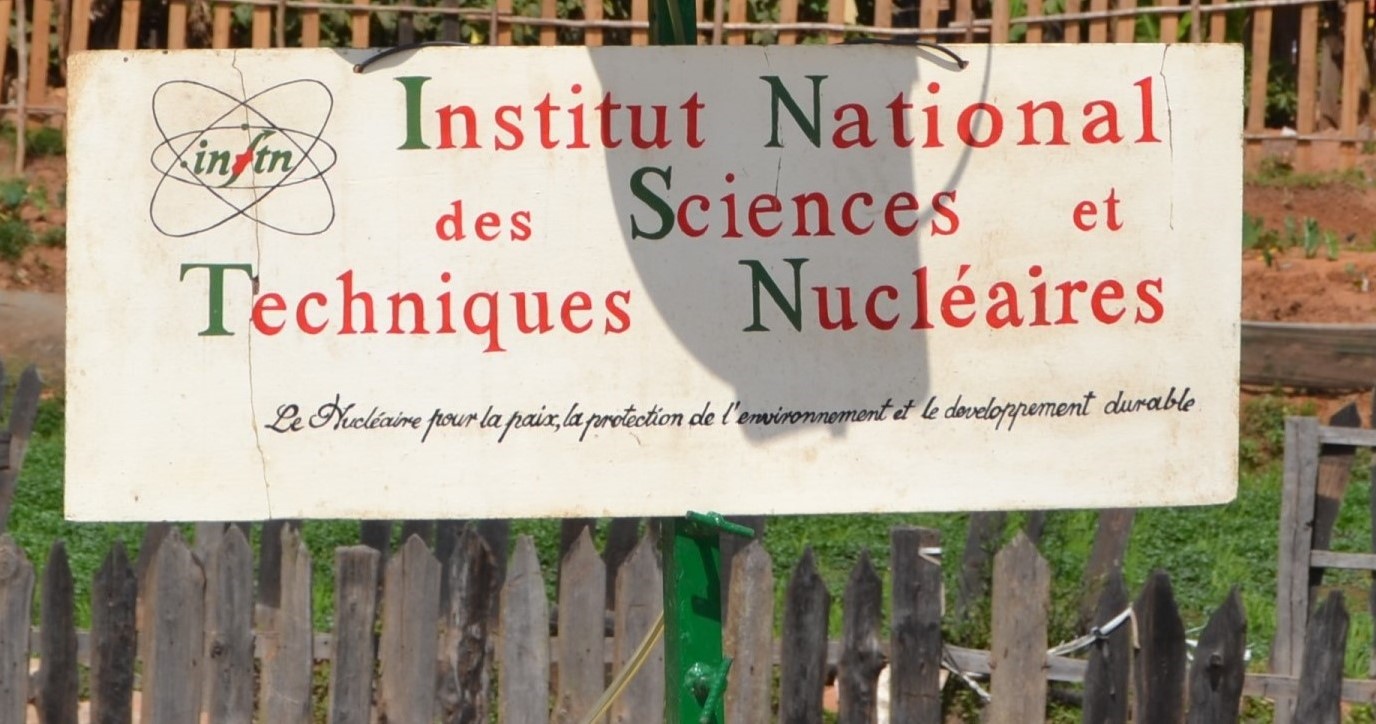 instn
Institut National
des Sciences et
Techniques Nucléaires
Le Nucléaire pour la paix, la protection de l'environnement et le developpement durable